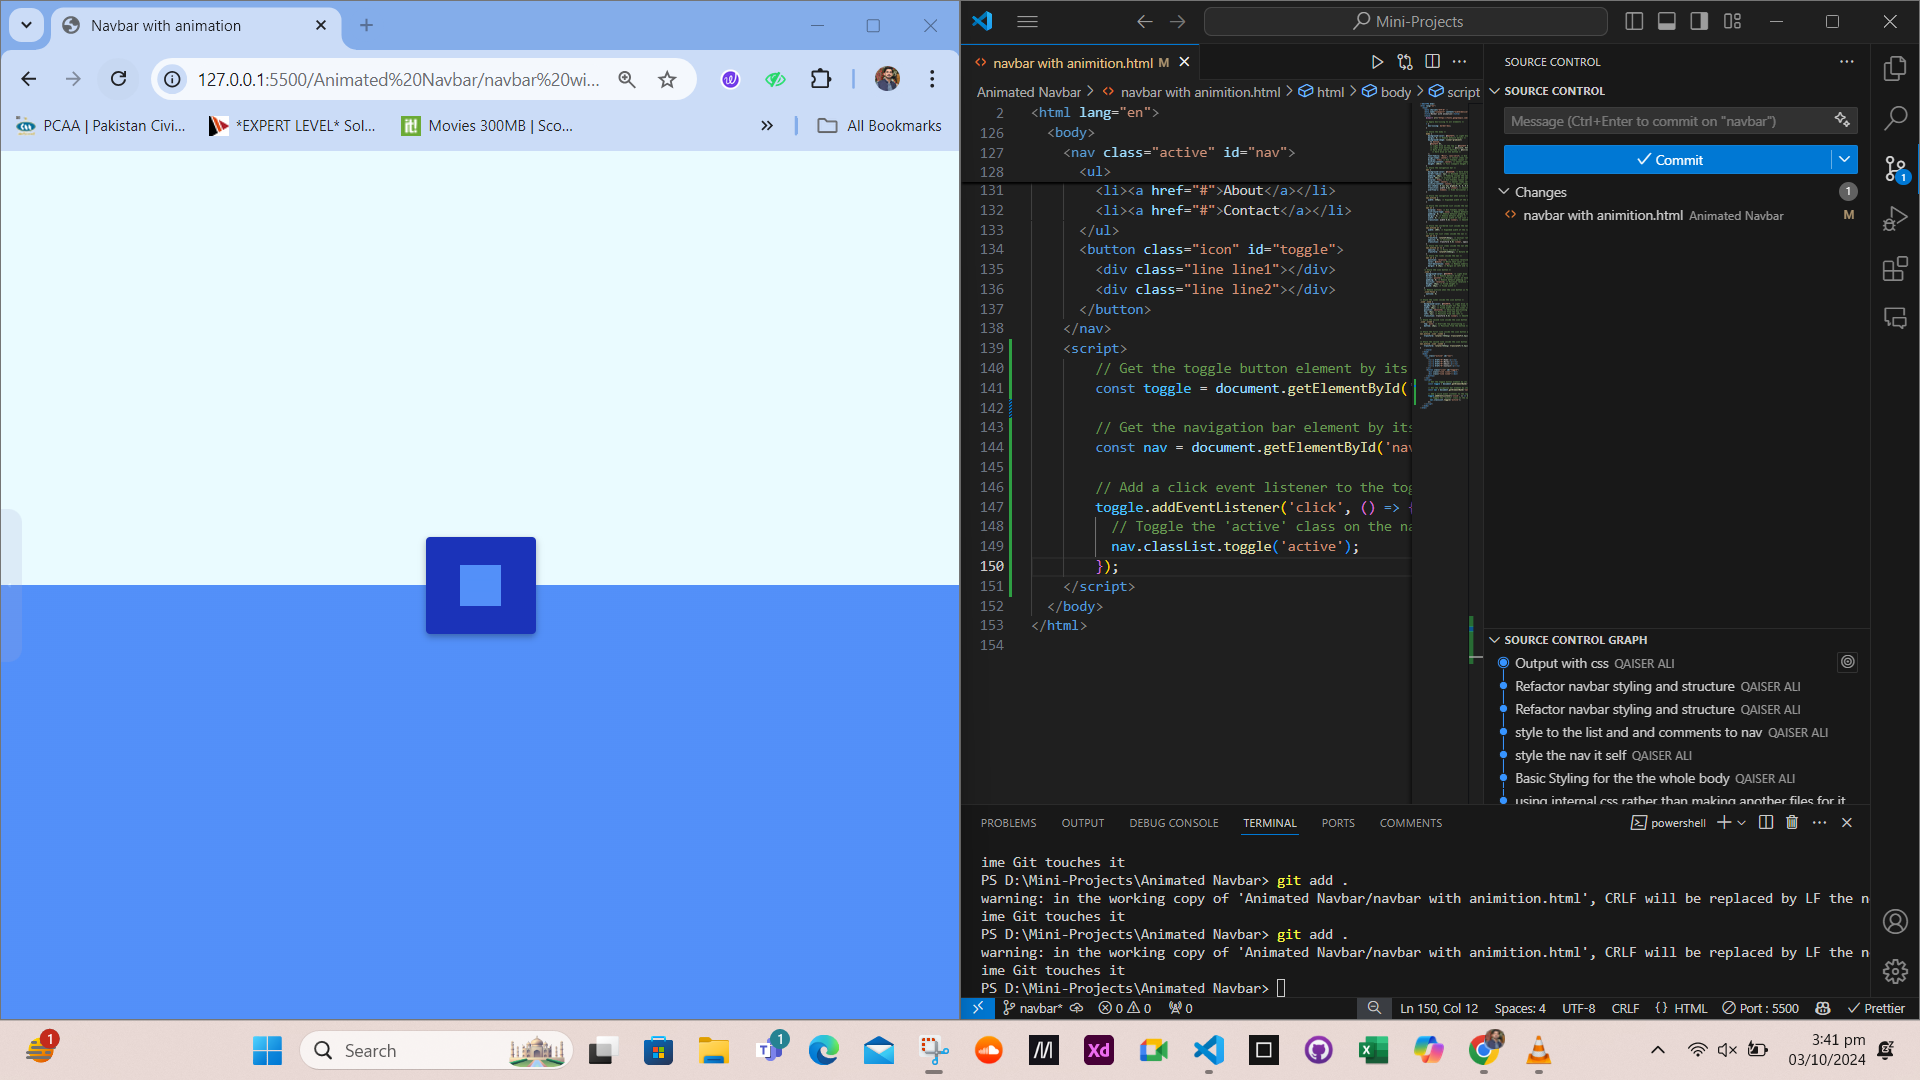 Navbar with animation
127.0.0.1:5500/Animated%20Navbar/navbar%20wi...
PCAA | Pakistan Civi...
*EXPERT LEVEL* Sol...
Movies 300MB | Sco...
All Bookmarks
Mini-Projects
navbar with animition.html M
Animated Navbar > navbar with animition.html > html > body > script
2 <html lang="en">
126 <body>
127 <nav class="active" id="nav">
128 <ul>
131 <li><a href="#">About</a></li>
132 <li><a href="#">Contact</a></li>
133 </ul>
134 <button class="icon" id="toggle">
135 <div class="line line1"></div>
136 <div class="line line2"></div>
137 </button>
138 </nav>
139 <script>
140 // Get the toggle button element by its
141 const toggle = document.getElementById(
142
143 // Get the navigation bar element by its
144 const nav = document.getElementById('nav
145
146 // Add a click event listener to the tog
147 toggle.addEventListener('click', () => {
148 // Toggle the 'active' class on the na
149 nav.classList.toggle('active');
150 });
151 </script>
152 </body>
153 </html>
154
SOURCE CONTROL
SOURCE CONTROL
Message (Ctrl+Enter to commit on "navbar")
Commit
Changes 1
navbar with animition.html Animated Navbar M
1
SOURCE CONTROL GRAPH
Output with css QAISER ALI
Refactor navbar styling and structure QAISER ALI
Refactor navbar styling and structure QAISER ALI
style to the list and and comments to nav QAISER ALI
style the nav it self QAISER ALI
Basic Styling for the the whole body QAISER ALI
using internal css rather than making another files for it
PROBLEMS OUTPUT DEBUG CONSOLE TERMINAL PORTS COMMENTS
powershell
ime Git touches it
PS D:\Mini-Projects\Animated Navbar> git add .
warning: in the working copy of 'Animated Navbar/navbar with animition.html', CRLF will be replaced by LF the n
ime Git touches it
PS D:\Mini-Projects\Animated Navbar> git add .
warning: in the working copy of 'Animated Navbar/navbar with animition.html', CRLF will be replaced by LF the n
ime Git touches it
PS D:\Mini-Projects\Animated Navbar>
navbar* 0 0 0
Ln 150, Col 12 Spaces: 4 UTF-8 CRLF {} HTML Port : 5500 Prettier
1
Search
1
Xd
3:41 pm
03/10/2024